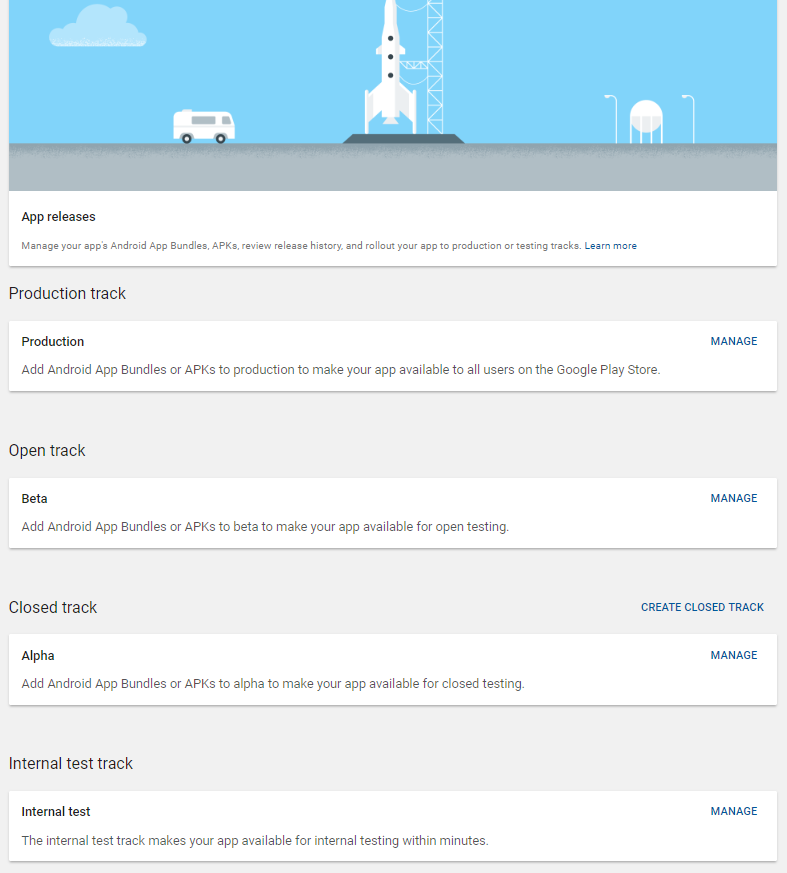 App releases
Manage your app's Android App Bundles, APKs, review release history, and rollout your app to production or testing tracks. Learn more
Production track
Production
MANAGE
Add Android App Bundles or APKs to production to make your app available to all users on the Google Play Store.
Open track
Beta
MANAGE
Add Android App Bundles or APKs to beta to make your app available for open testing.
Closed track
CREATE CLOSED TRACK
Alpha
MANAGE
Add Android App Bundles or APKs to alpha to make your app available for closed testing.
Internal test track
Internal test
MANAGE
The internal test track makes your app available for internal testing within minutes.